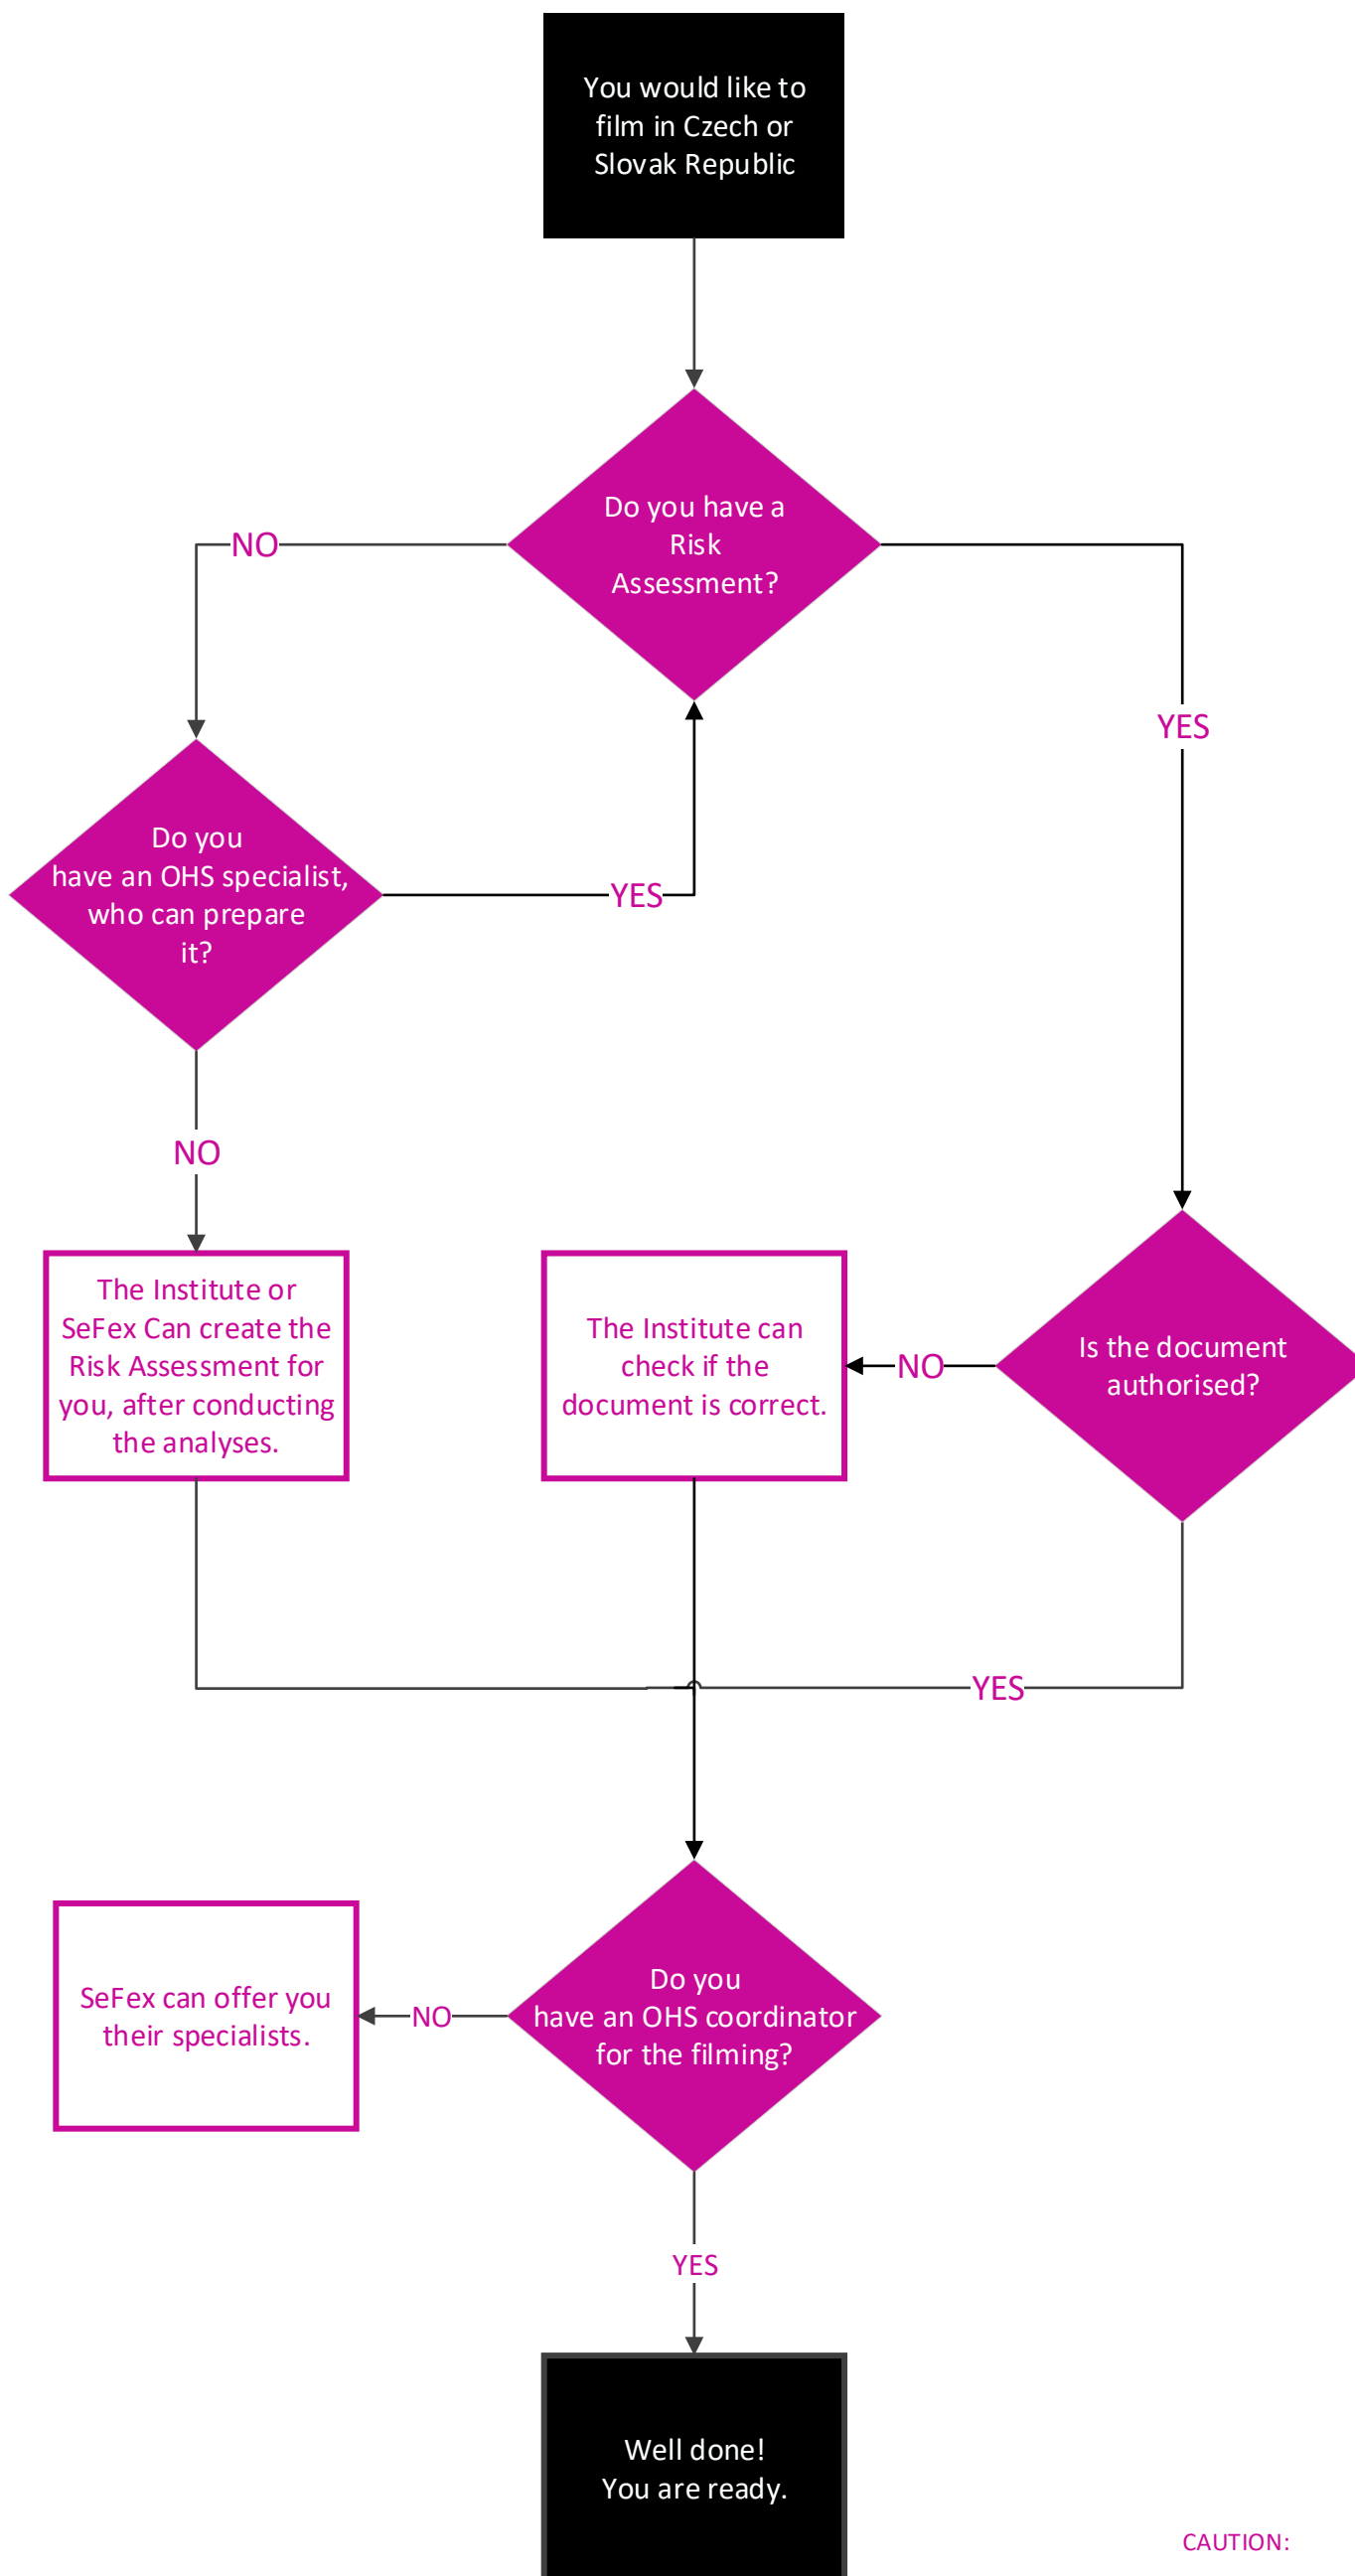 You would like to
film in Czech or
Slovak Republic
Do you have a
Risk
Assessment?
NO
YES
Do you
have an OHS specialist,
who can prepare
it?
YES
NO
The Institute or
SeFex Can create the
Risk Assessment for
you, after conducting
the analyses.
The Institute can
check if the
document is correct.
NO
Is the document
authorised?
YES
SeFex can offer you
their specialists.
NO
Do you
have an OHS coordinator
for the filming?
YES
Well done!
You are ready.
CAUTION: